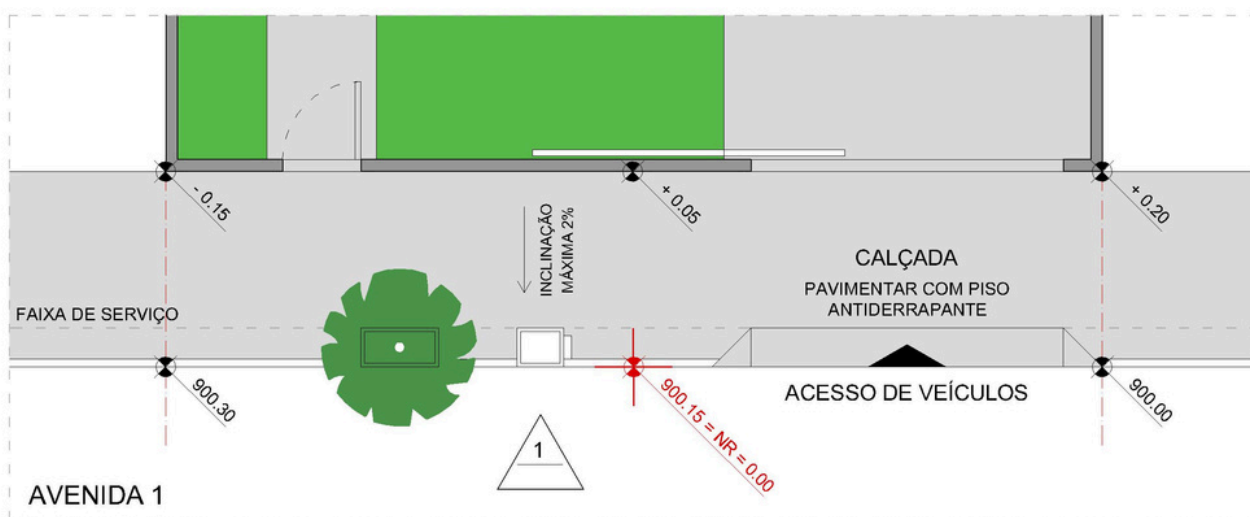 - 0.15
+ 0.05
+ 0.20
INCLINAÇÃO
MÁXIMA 2%
CALÇADA
PAVIMENTAR COM PISO
ANTIDERRAPANTE
FAIXA DE SERVIÇO
900.30
900.15 = NR = 0.00
ACESSO DE VEÍCULOS
900.00
1
AVENIDA 1